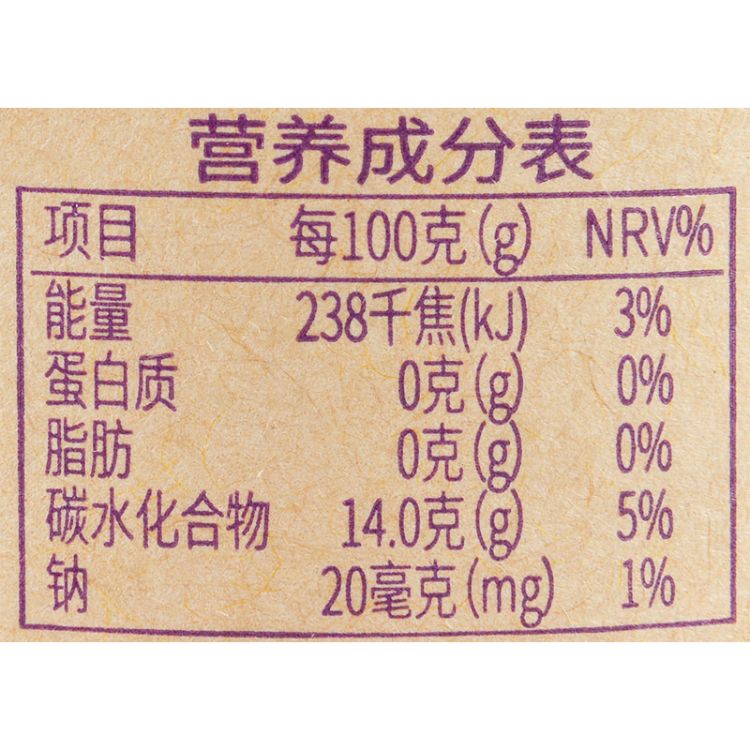 营养成分表
项目 每100克(g) NRV%
能量 238千焦(kJ) 3%
蛋白质 0克(g) 0%
脂肪 0克(g) 0%
碳水化合物 14.0克(g) 5%
钠 20毫克(mg) 1%